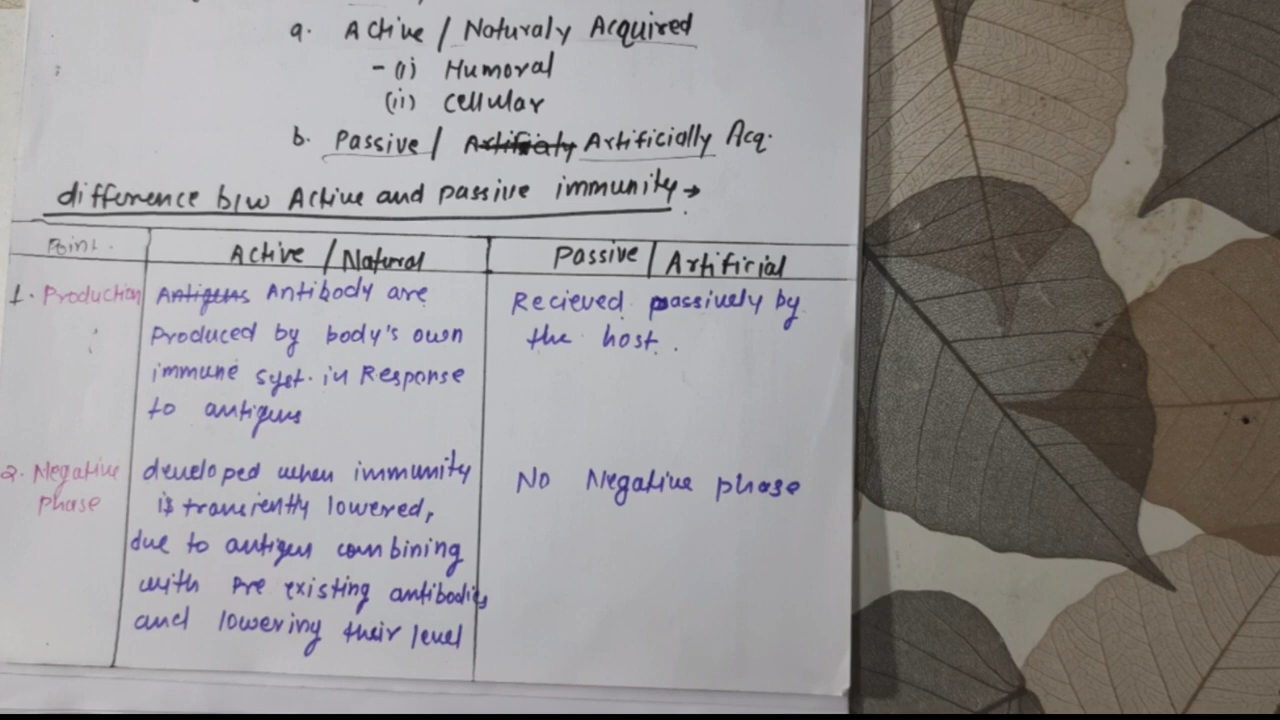 a. Active / Naturaly Acquired
- (i) Humoral
(ii) Cellular
b. Passive / Artificialy Artificially Acq.
difference b/w Active and passive immunity →
Point.
Active / Natural
Passive / Artificial
1. Production
Antigens Antibody are
produced by body's own
immune syst. in Response
to antigens
Recieved passively by
the host.
2. Negative
phase
developed when immunity
is transiently lowered,
due to antigen combining
with Pre existing antibodies
and lowering their level
No Negative phase